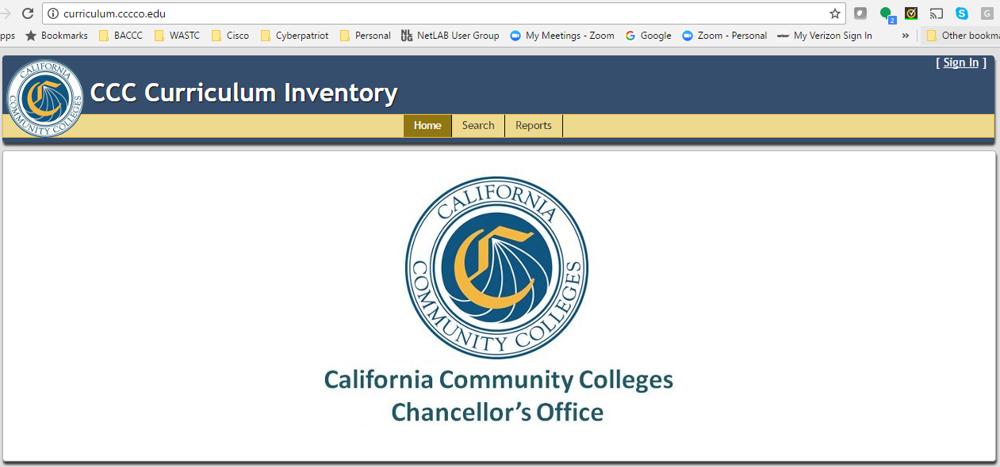 curriculum.cccco.edu
2
G
pps Bookmarks BACCC WASTC Cisco Cyberpatriot Personal NetLAB User Group My Meetings - Zoom Google Zoom - Personal My Verizon Sign In » Other bookma
[ Sign In ]
CALIFORNIA COMMUNITY COLLEGES
CCC Curriculum Inventory
Home Search Reports
CALIFORNIA
COMMUNITY COLLEGES
California Community Colleges
Chancellor's Office